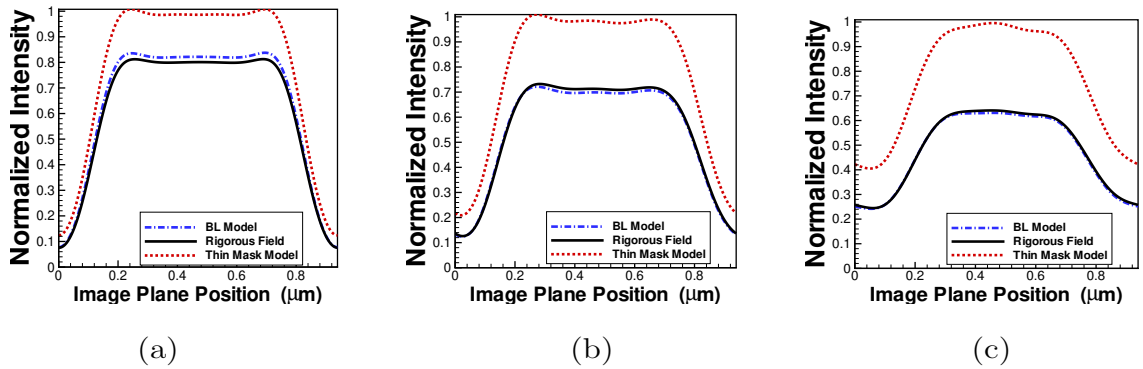 Normalized Intensity
1
0.9
0.8
0.7
0.6
0.5
0.4
0.3
0.2
0.1
0
BL Model
Rigorous Field
Thin Mask Model
0 0.2 0.4 0.6 0.8
Image Plane Position (μm)
(a)
Normalized Intensity
1
0.9
0.8
0.7
0.6
0.5
0.4
0.3
0.2
0.1
0
BL Model
Rigorous Field
Thin Mask Model
0 0.2 0.4 0.6 0.8
Image Plane Position (μm)
(b)
Normalized Intensity
1
0.9
0.8
0.7
0.6
0.5
0.4
0.3
0.2
0.1
0
BL Model
Rigorous Field
Thin Mask Model
0 0.2 0.4 0.6 0.8
Image Plane Position (μm)
(c)